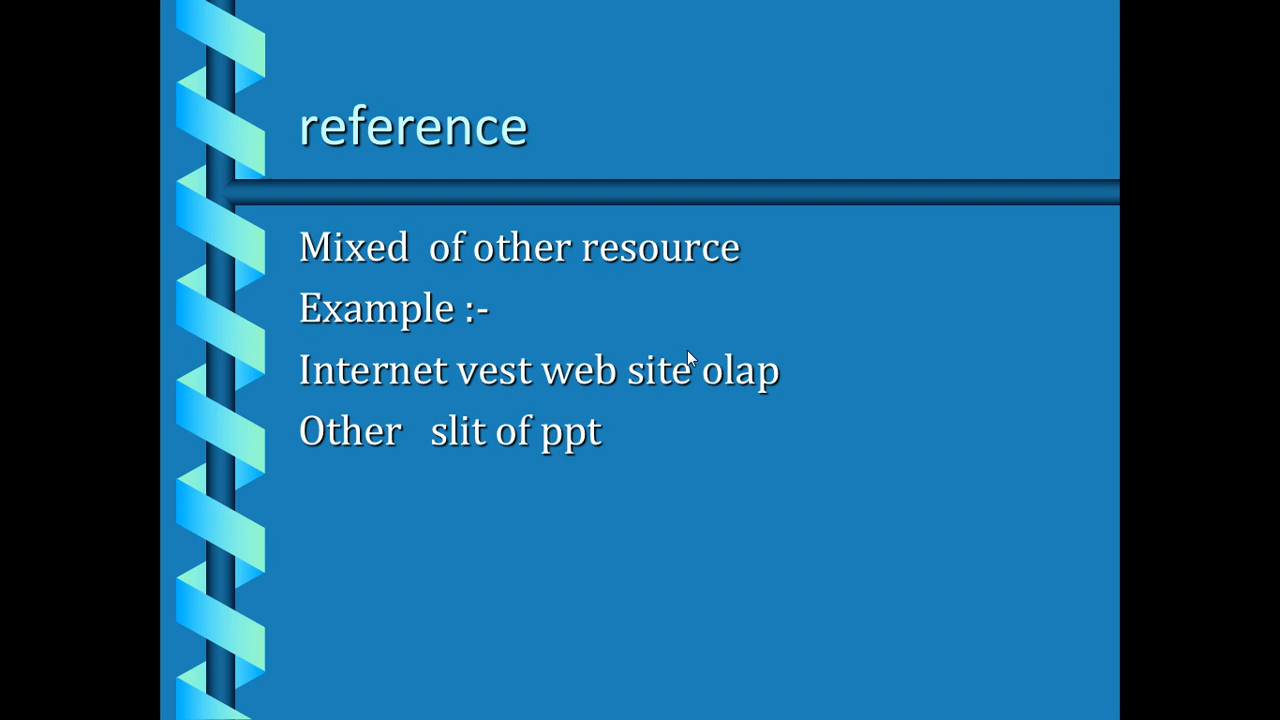 reference
Mixed  of other resource
Example :-
Internet vest web site olap
Other   slit of ppt